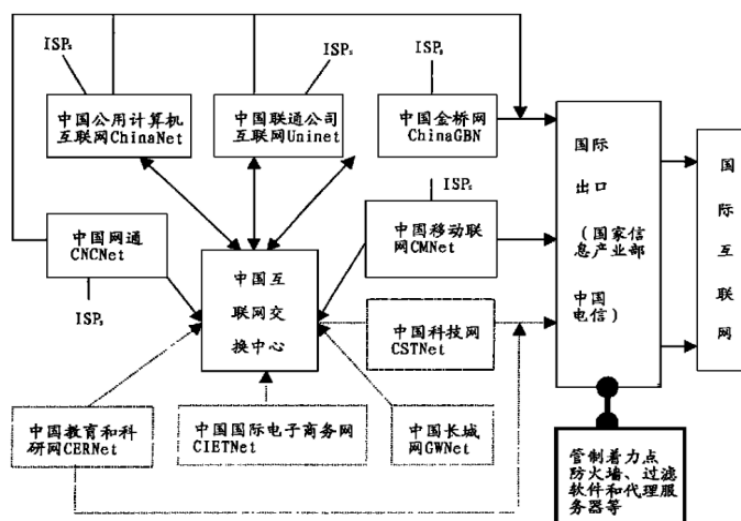 ISPs
ISPs
ISPs
中国公用计算机
互联网ChinaNet
中国联通公司
互联网Uninet
中国金桥网
ChinaGBN
国际
出口
(国家信
息产业部
中国
电信)
国
际
互
联
网
ISPs
中国网通
CNCNet
中国移动联
网CMNet
中国互
联网交
换中心
ISPs
中国科技网
CSTNet
中国教育和科
研网CERNet
中国国际电子商务网
CIETNet
中国长城
网GWNet
管制着力点
防火墙、过滤
软件和代理服
务器等